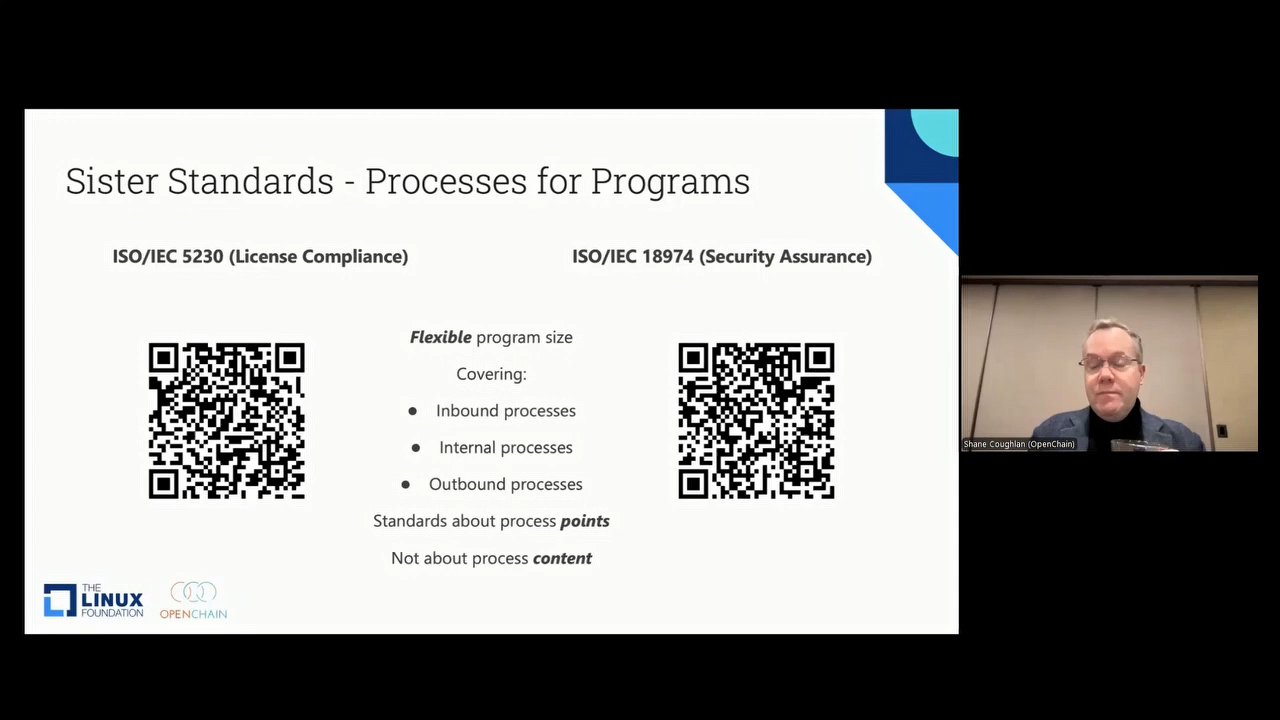 Sister Standards - Processes for Programs
ISO/IEC 5230 (License Compliance)
ISO/IEC 18974 (Security Assurance)
Flexible program size
Covering:
● Inbound processes
● Internal processes
● Outbound processes
Standards about process points
Not about process content
THE
LINUX
FOUNDATION
OPENCHAIN
Shane Coughlan (OpenChain)